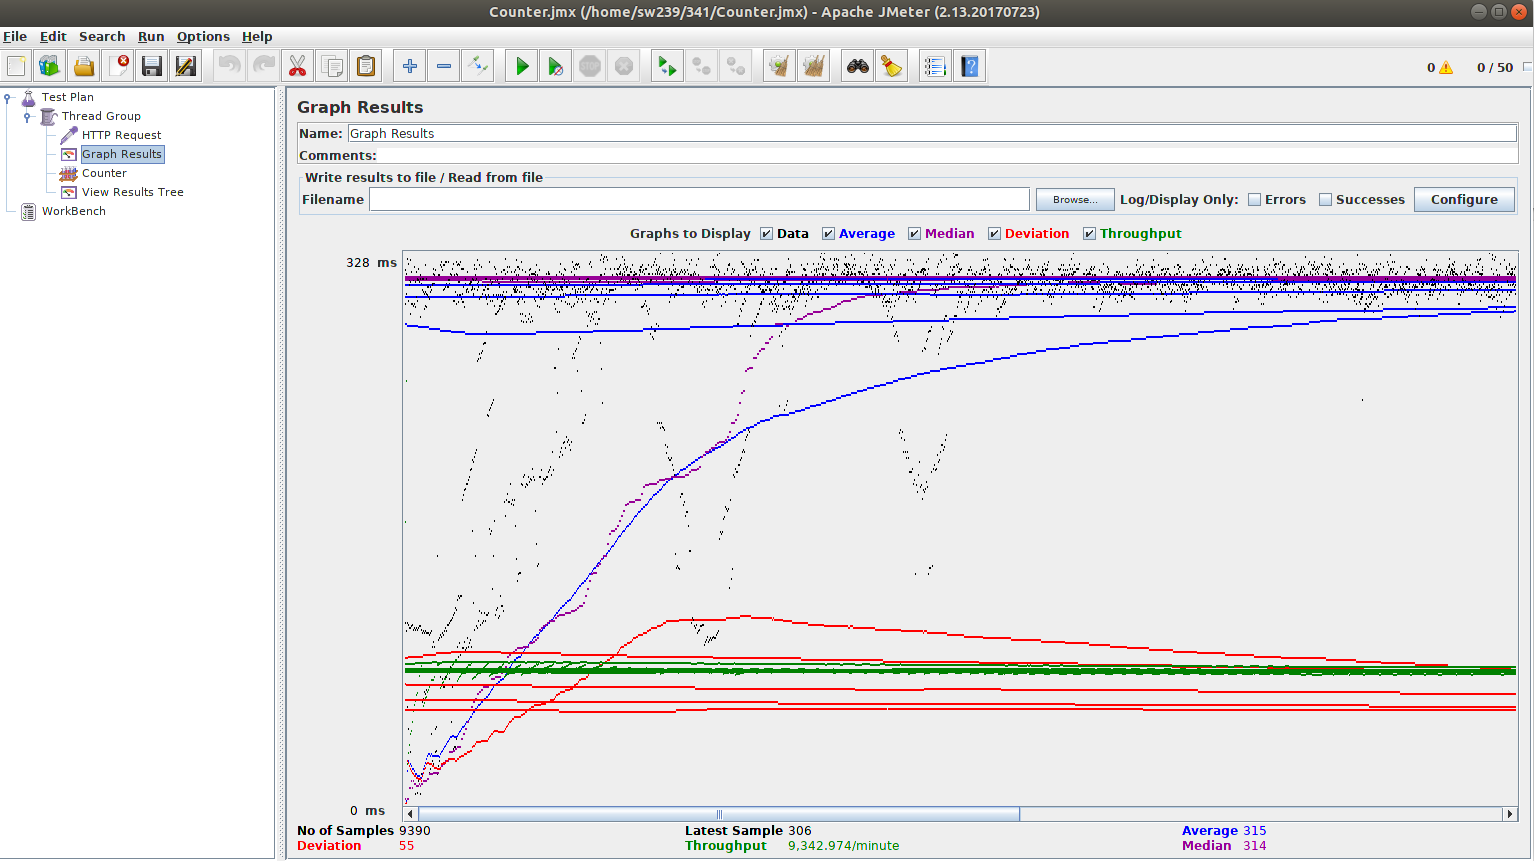 Counter.jmx (/home/sw239/341/Counter.jmx) - Apache JMeter (2.13.20170723)
File Edit Search Run Options Help
0 0 / 50
Test Plan
Thread Group
HTTP Request
Graph Results
Counter
View Results Tree
WorkBench
Graph Results
Name: Graph Results
Comments:
Write results to file / Read from file
Filename Browse... Log/Display Only: Errors Successes Configure
Graphs to Display Data Average Median Deviation Throughput
328 ms
0 ms
No of Samples 9390 Latest Sample 306 Average 315
Deviation 55 Throughput 9,342.974/minute Median 314